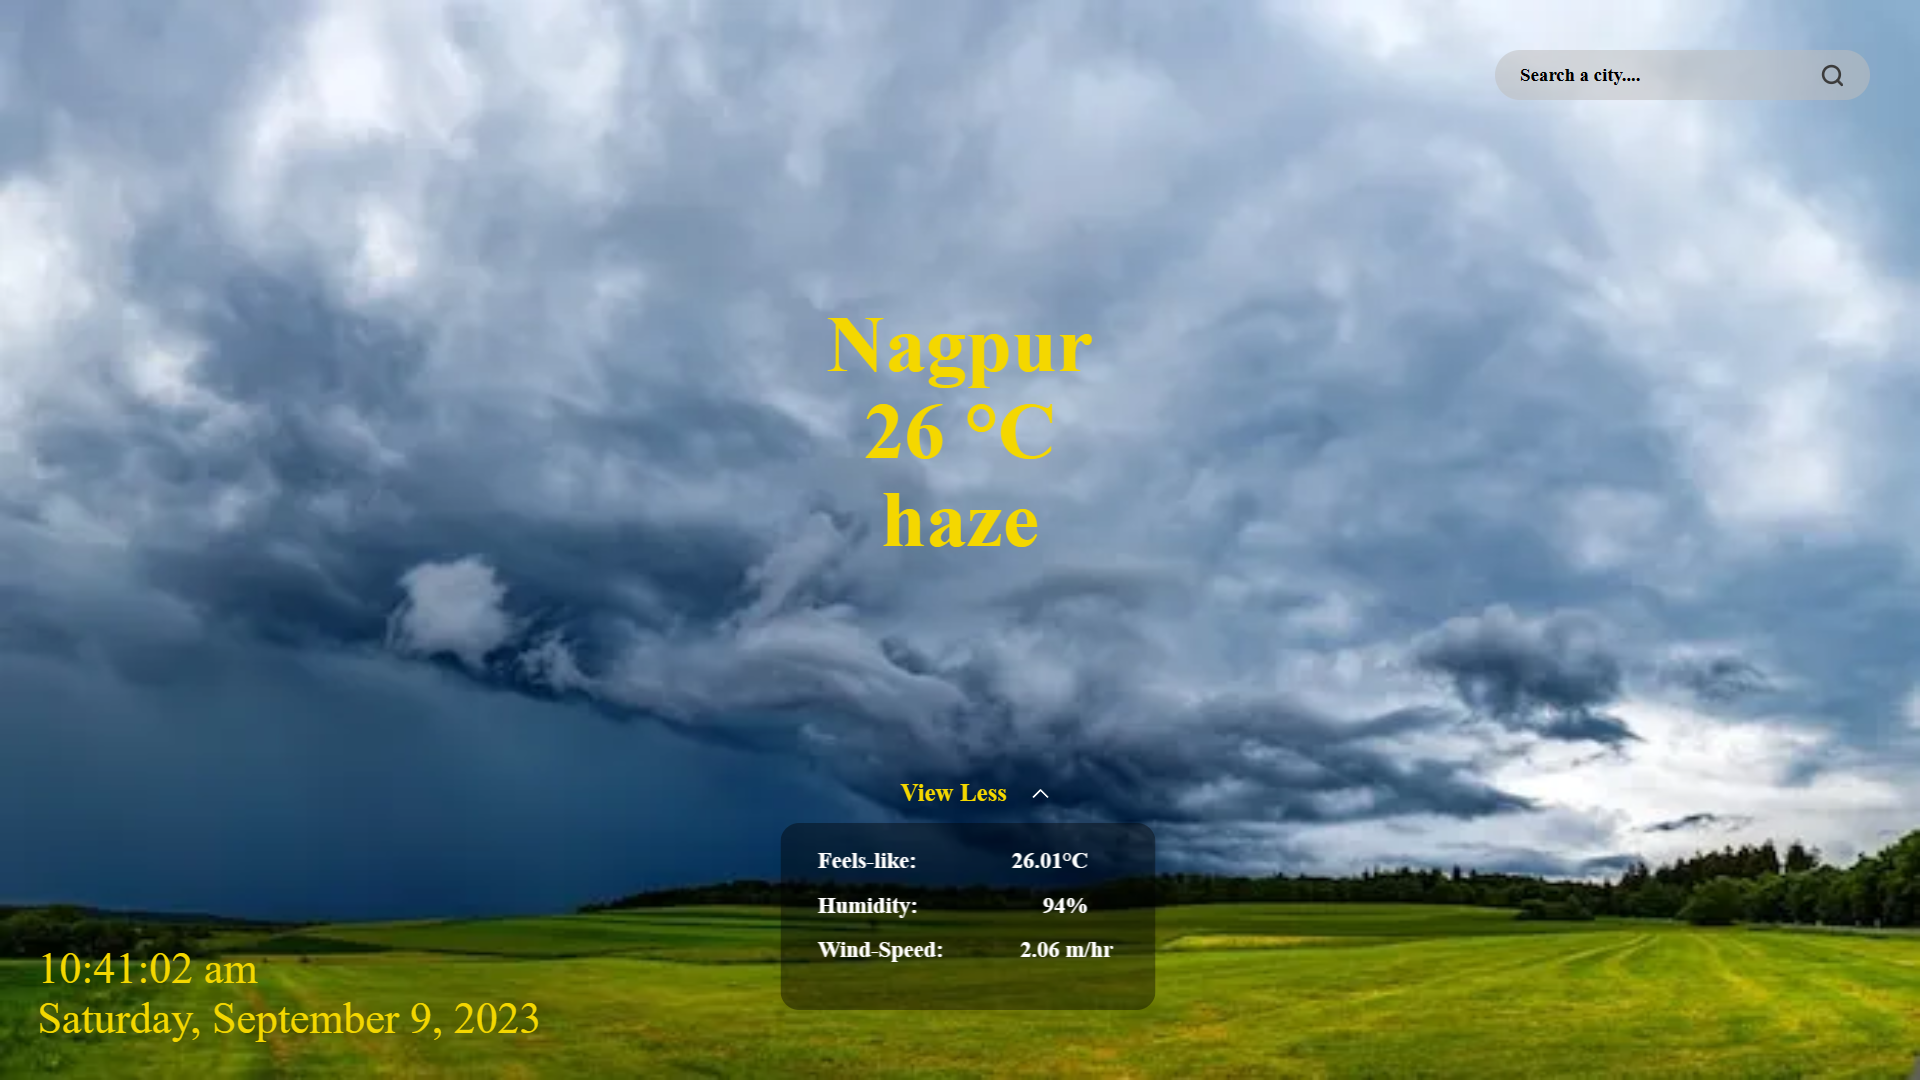 Search a city....
Nagpur
26 °C
haze
View Less
Feels-like: 26.01°C
Humidity: 94%
Wind-Speed: 2.06 m/hr
10:41:02 am
Saturday, September 9, 2023